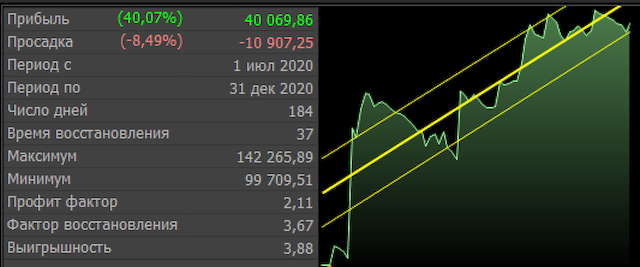 Прибыль (40,07%) 40 069,86
Просадка (-8,49%) -10 907,25
Период с 1 июл 2020
Период по 31 дек 2020
Число дней 184
Время восстановления 37
Максимум 142 265,89
Минимум 99 709,51
Профит фактор 2,11
Фактор восстановления 3,67
Выигрышность 3,88